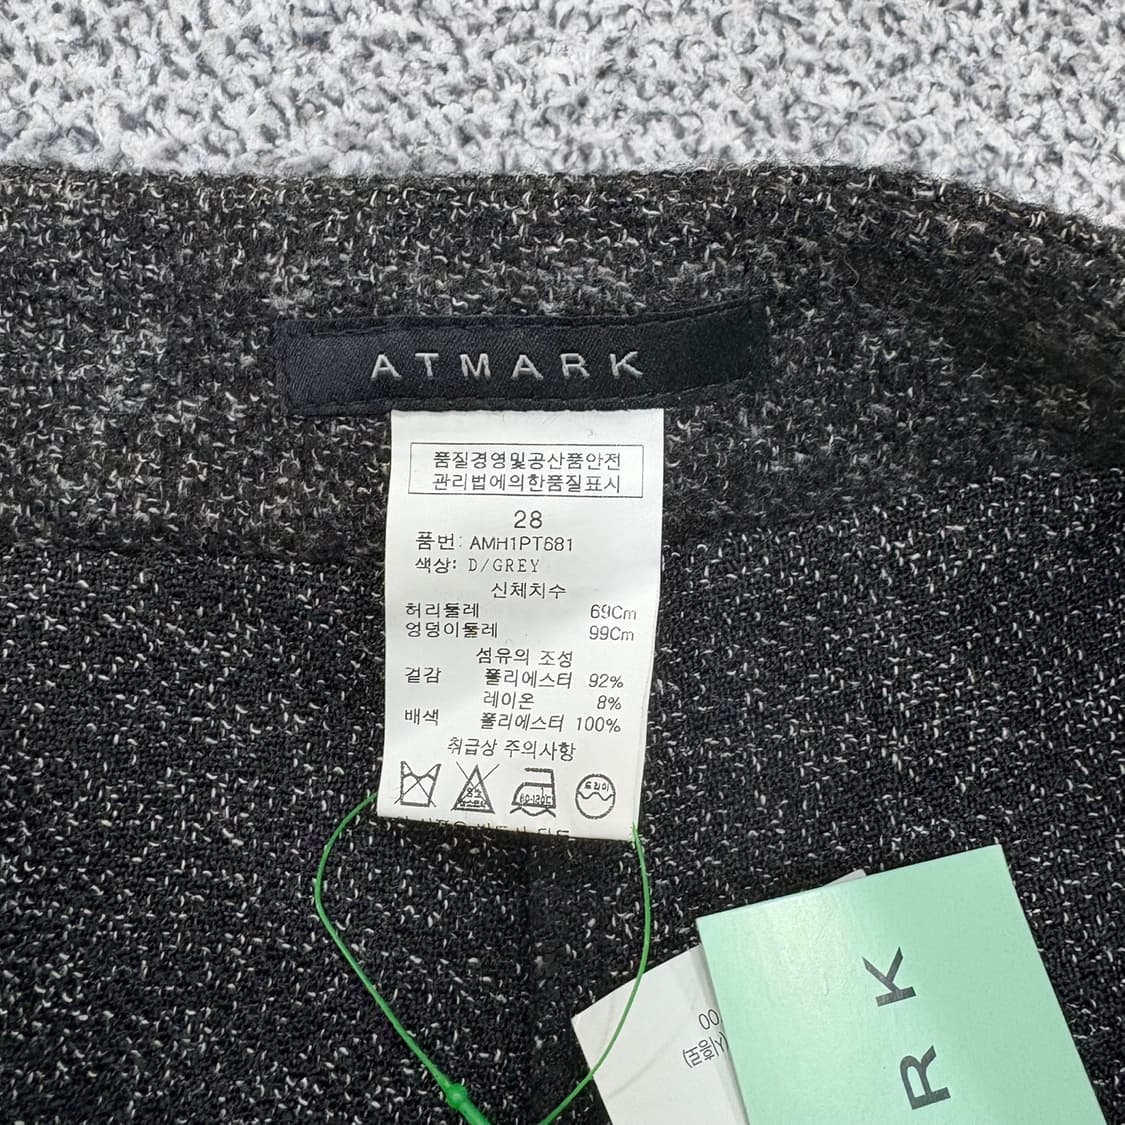 ATMARK
품질경영및공산품안전
관리법에의한품질표시
28
품번: AMH1PT681
색상: D/GREY
신체치수
허리둘레 69Cm
엉덩이둘레 99Cm
섬유의 조성
겉감 폴리에스터 92%
레이온 8%
배색 폴리에스터 100%
취급상 주의사항
드라이
R K